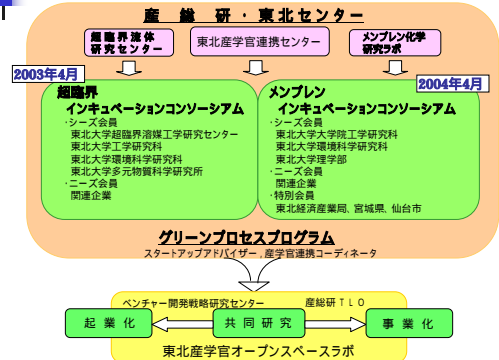 産 総 研・東北センター
超臨界流体
研究センター
東北産学官連携センター
メンブレン化学
研究ラボ
2003年4月
2004年4月
超臨界
インキュベーションコンソーシアム
・シーズ会員
東北大学超臨界溶媒工学研究センター
東北大学工学研究科
東北大学環境科学研究科
東北大学多元物質科学研究所
・ニーズ会員
関連企業
メンブレン
インキュベーションコンソーシアム
・シーズ会員
東北大学大学院工学研究科
東北大学環境科学研究科
東北大学理学部
・ニーズ会員
関連企業
・特別会員
東北経済産業局、宮城県、仙台市
グリーンプロセスプログラム
スタートアップアドバイザー，産学官連携コーディネータ
ベンチャー開発戦略研究センター
産総研TLO
起業化
共同研究
事業化
東北産学官オープンスペースラボ